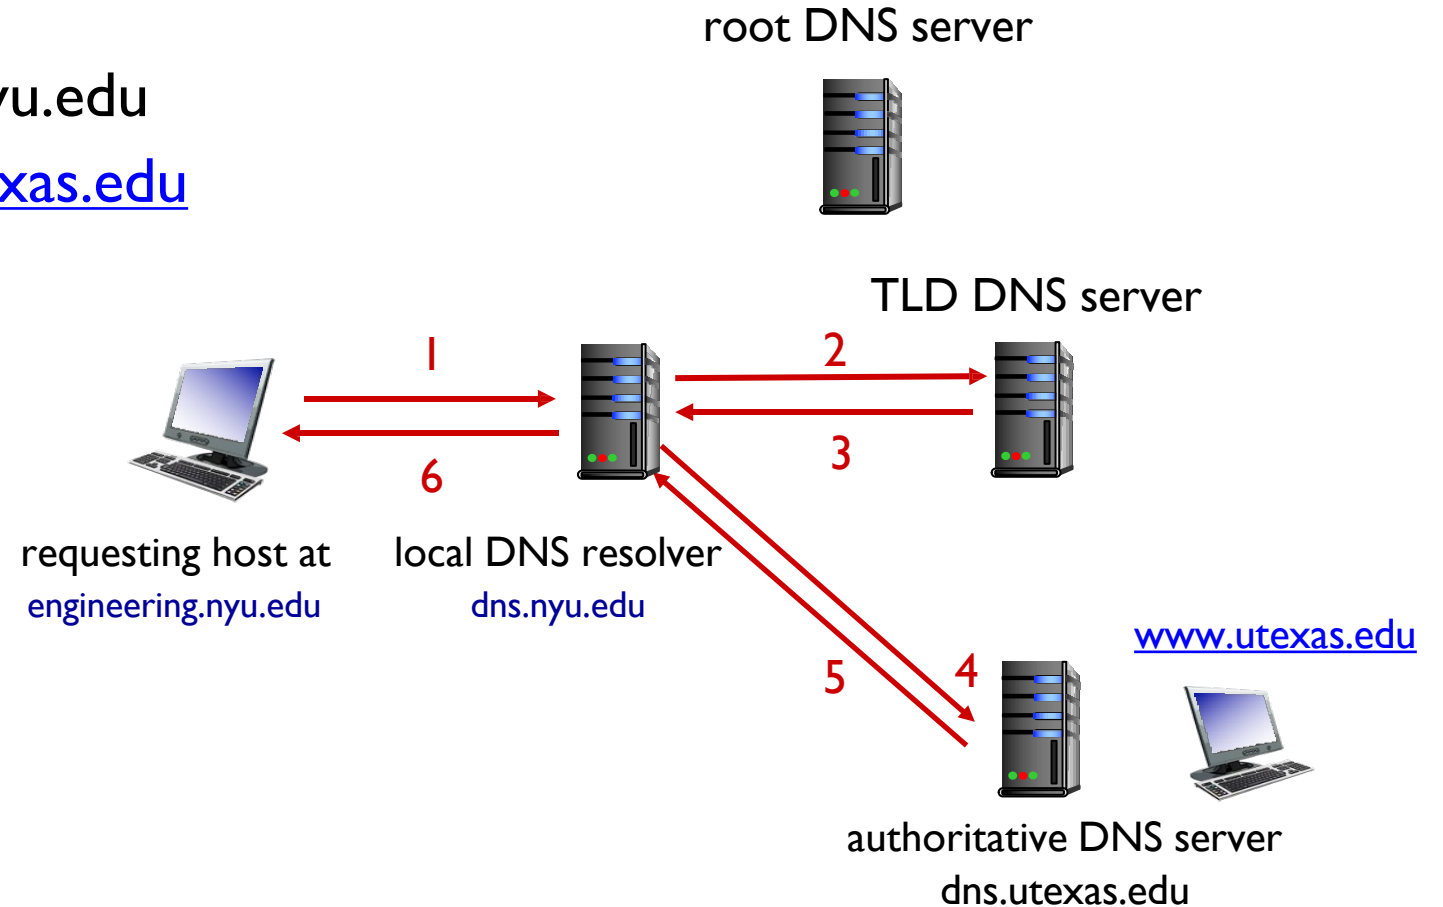 root DNS server
yu.edu
xas.edu
TLD DNS server
1
2
3
6
requesting host at
engineering.nyu.edu
local DNS resolver
dns.nyu.edu
www.utexas.edu
5
4
authoritative DNS server
dns.utexas.edu